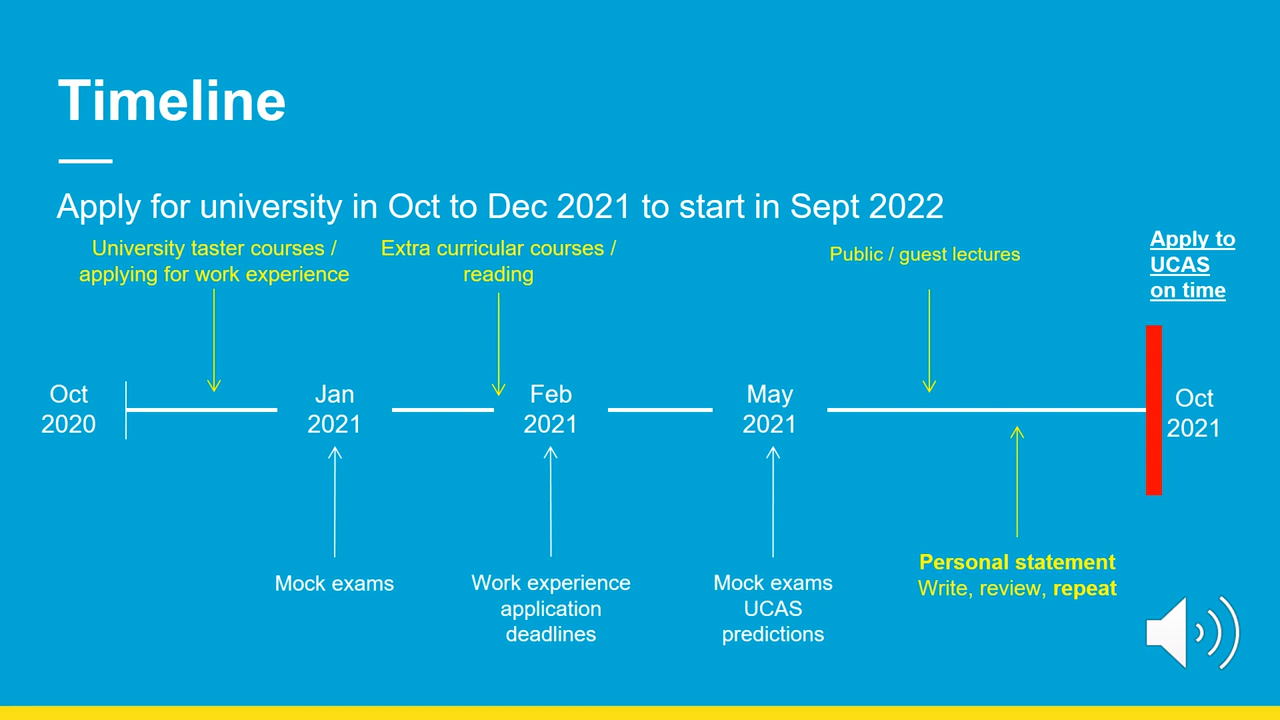 Timeline
Apply for university in Oct to Dec 2021 to start in Sept 2022
University taster courses /
applying for work experience
Extra curricular courses /
reading
Public / guest lectures
Apply to
UCAS
on time
Oct
2020
Jan
2021
Feb
2021
May
2021
Oct
2021
Mock exams
Work experience
application
deadlines
Mock exams
UCAS
predictions
Personal statement
Write, review, repeat